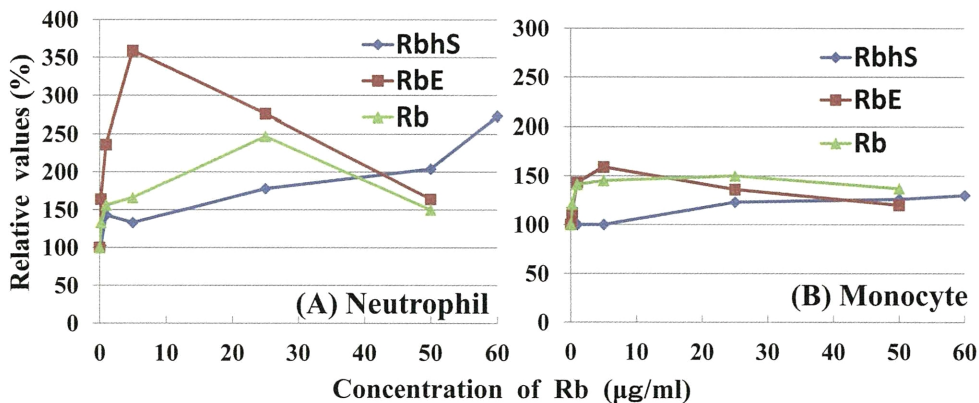 Relative values (%)
400
350
300
250
200
150
100
50
0
RbhS
RbE
Rb
(A) Neutrophil
0 10 20 30 40 50 60
300
250
200
150
100
50
0
RbhS
RbE
Rb
(B) Monocyte
0 10 20 30 40 50 60
Concentration of Rb (μg/ml)